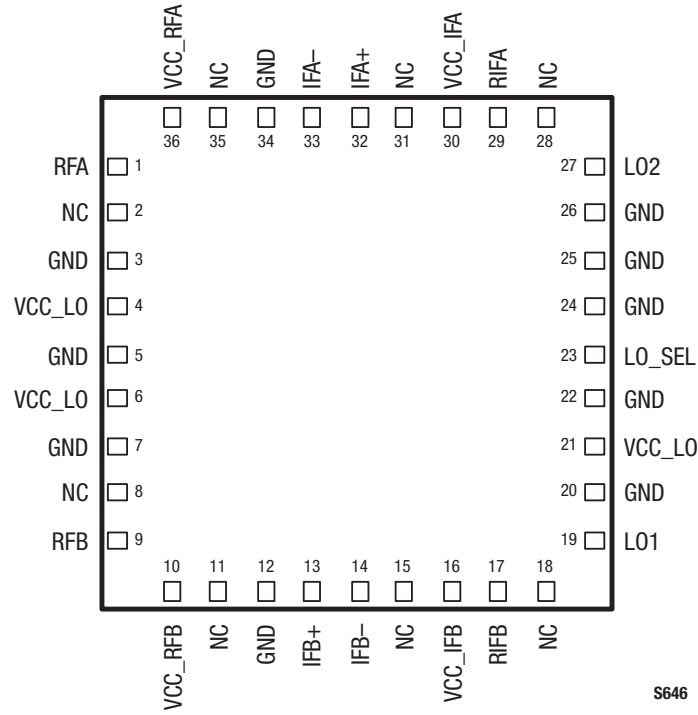 VCC_RFA
NC
GND
IFA–
IFA+
NC
VCC_IFA
RIFA
NC
36 35 34 33 32 31 30 29 28
RFA 1
NC 2
GND 3
VCC_LO 4
GND 5
VCC_LO 6
GND 7
NC 8
RFB 9
27 LO2
26 GND
25 GND
24 GND
23 LO_SEL
22 GND
21 VCC_LO
20 GND
19 LO1
10 11 12 13 14 15 16 17 18
VCC_RFB
NC
GND
IFB+
IFB–
NC
VCC_IFB
RIFB
NC
S646